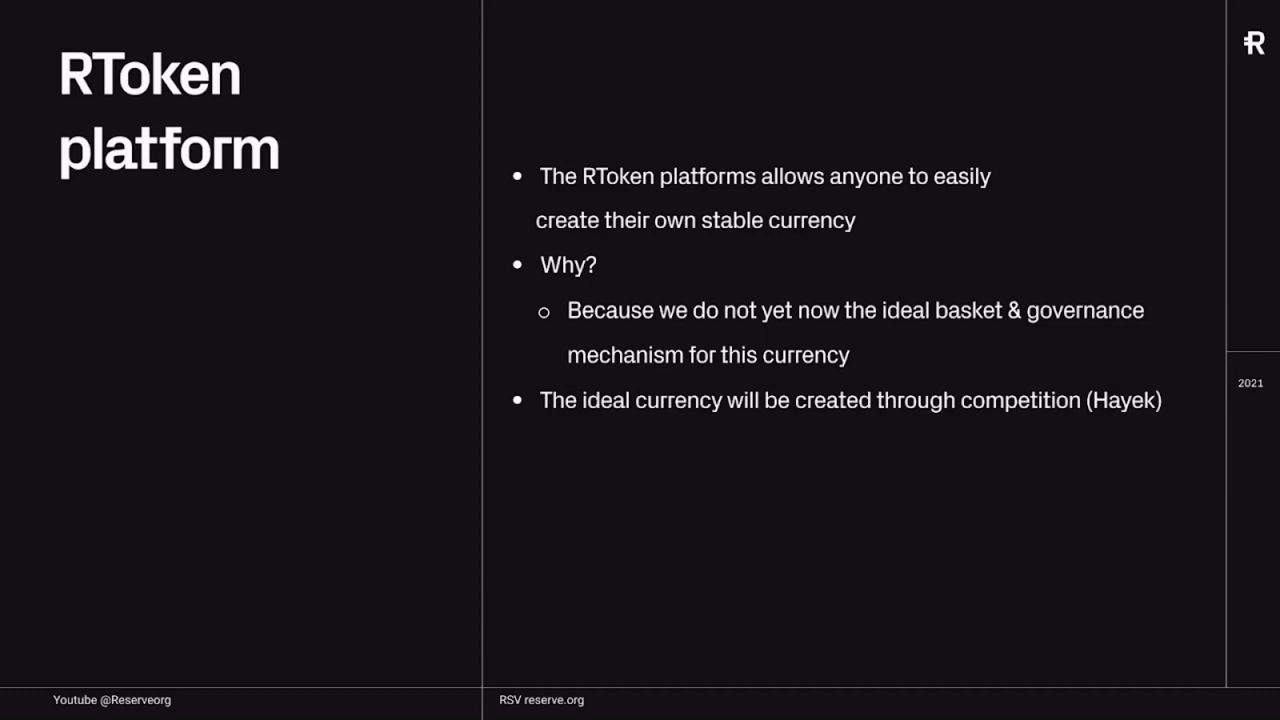 RToken
platform
• The RToken platforms allows anyone to easily
create their own stable currency
• Why?
○ Because we do not yet now the ideal basket & governance
mechanism for this currency
• The ideal currency will be created through competition (Hayek)
2021
Youtube @Reserveorg
RSV reserve.org